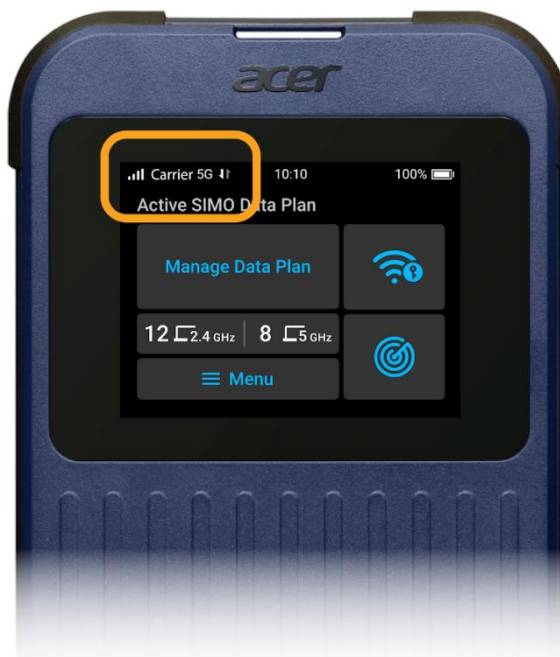 acer
Carrier 5G 10:10 100%
Active SIMO Data Plan
Manage Data Plan
12 2.4 GHz 8 5 GHz
Menu